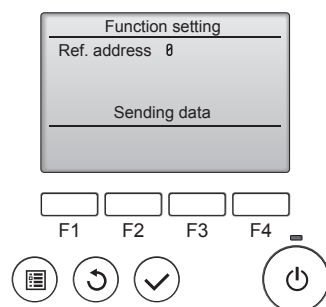 Function setting
Ref. address 0
Sending data
F1 F2 F3 F4